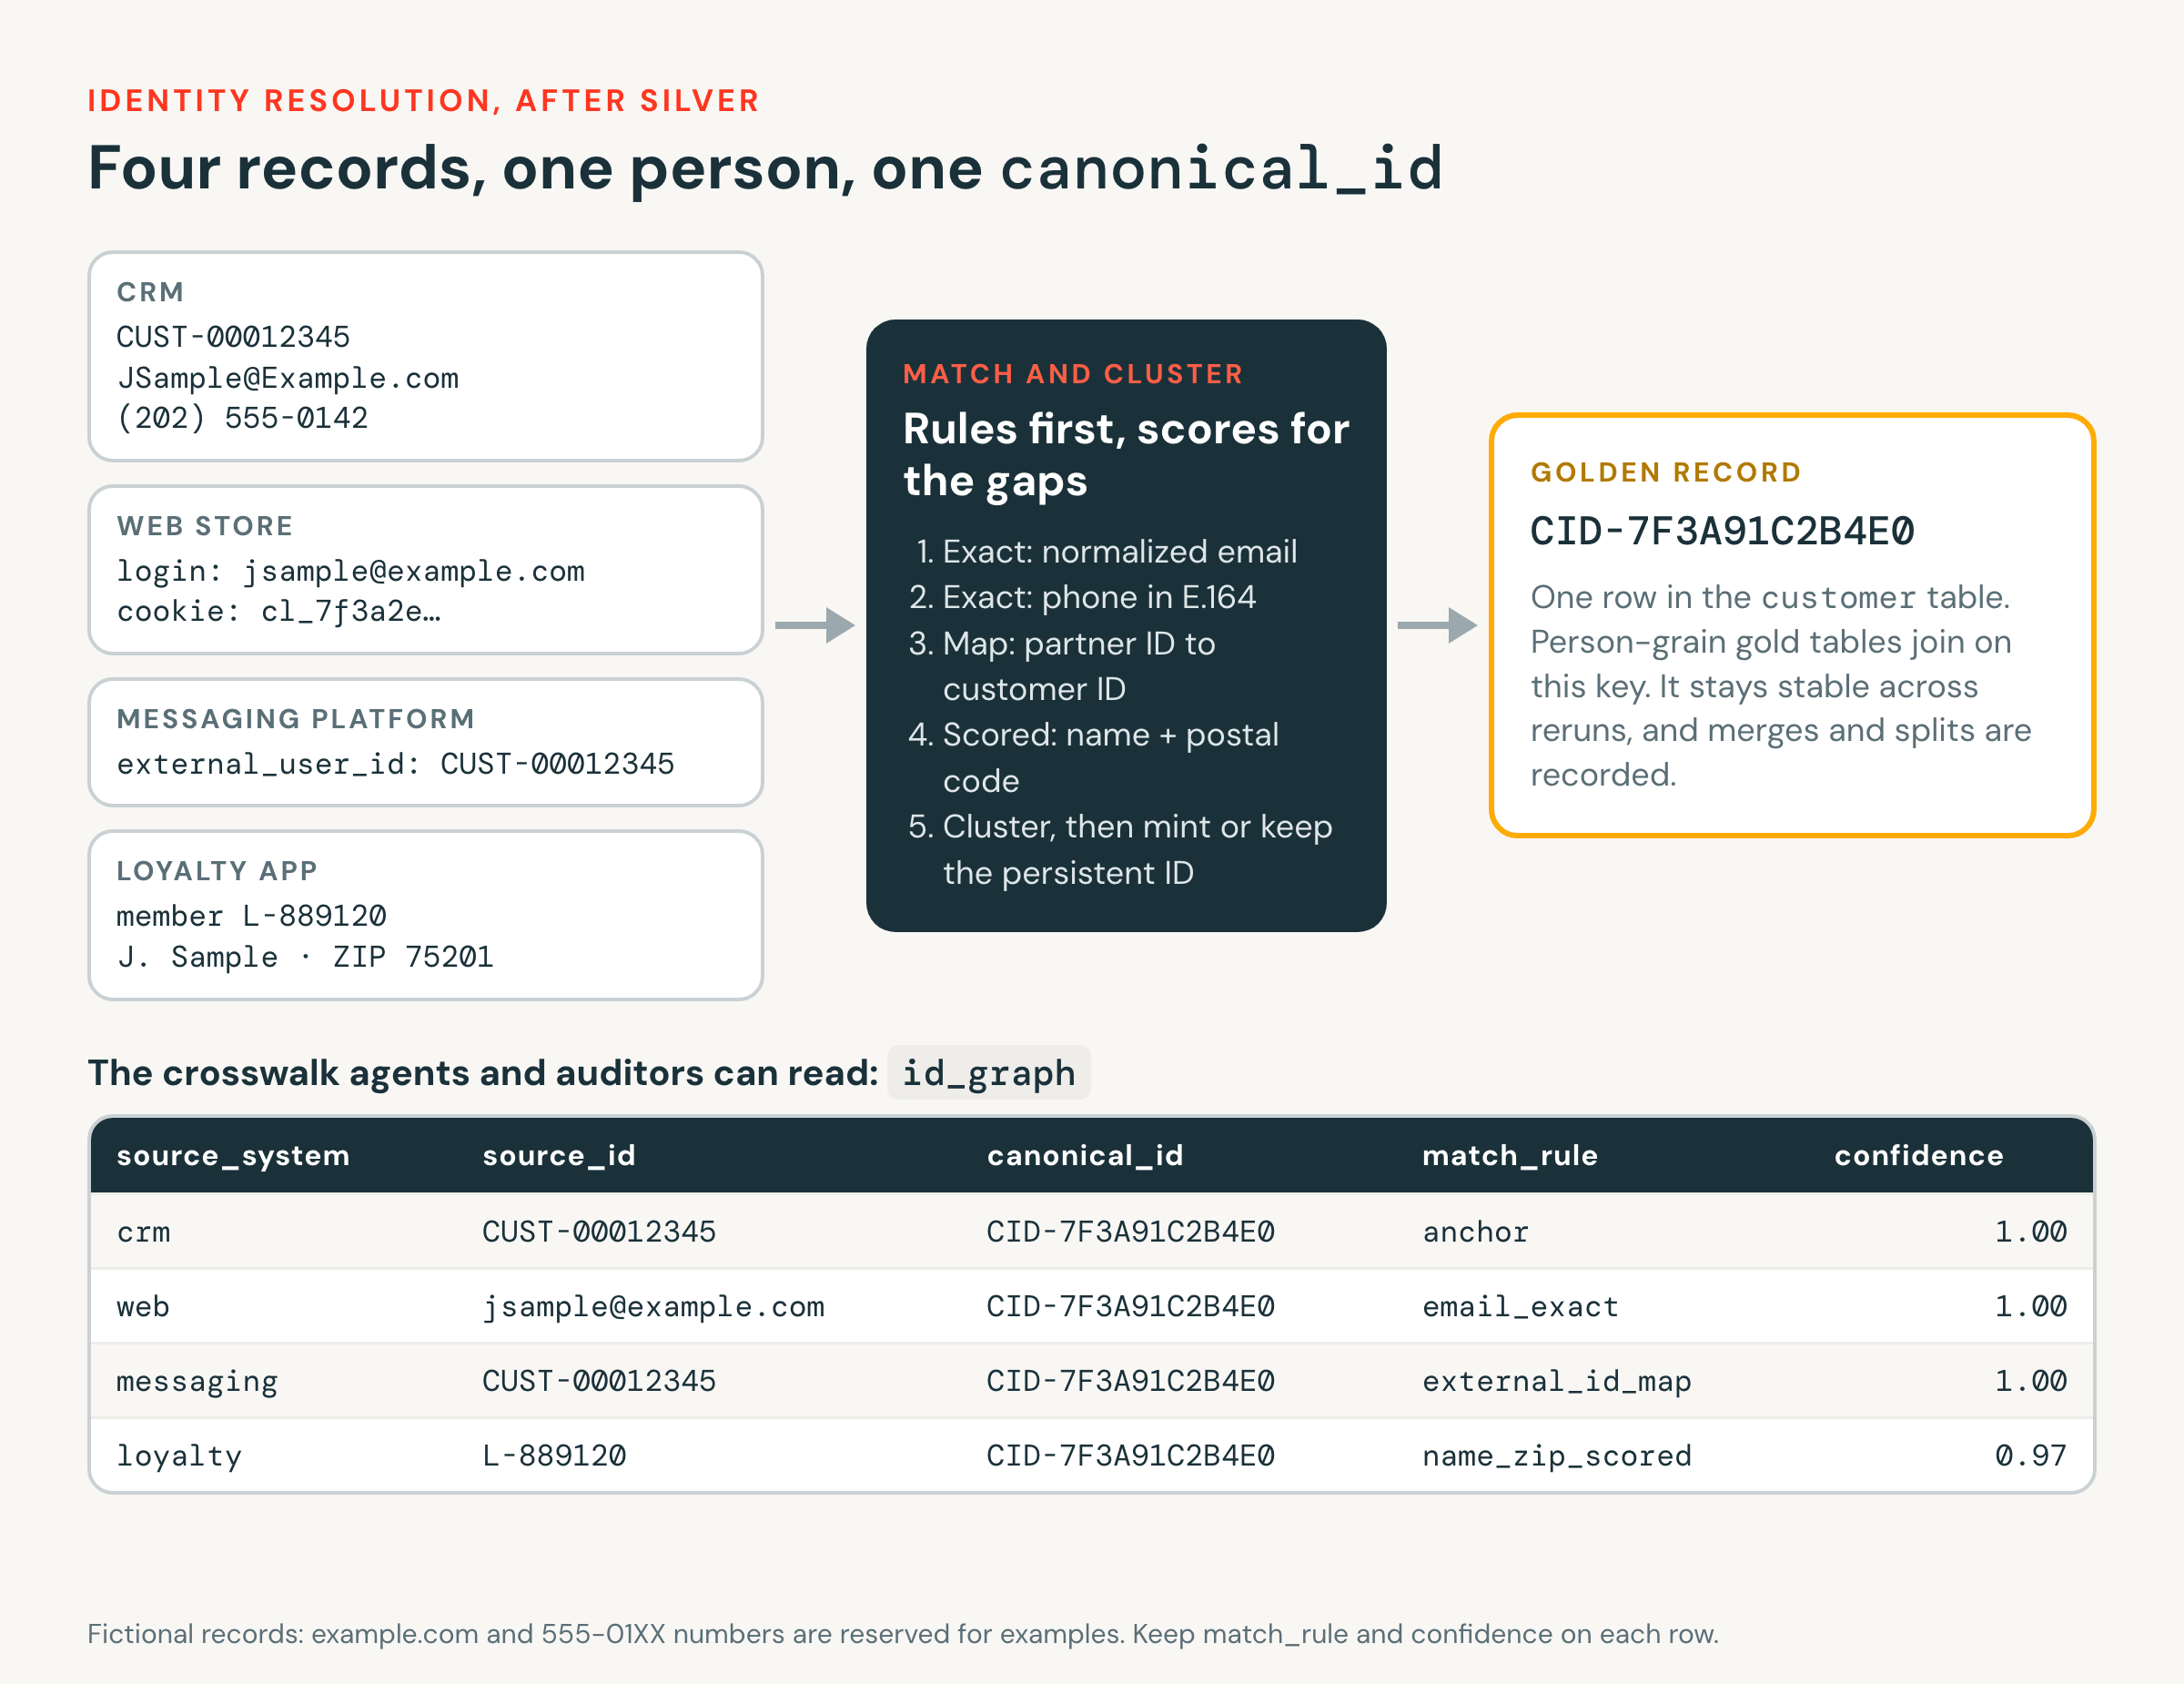 IDENTITY RESOLUTION, AFTER SILVER
Four records, one person, one canonical_id
CRM
CUST-00012345
JSample@Example.com
(202) 555-0142
WEB STORE
login: jsample@example.com
cookie: cl_7f3a2e…
MESSAGING PLATFORM
external_user_id: CUST-00012345
LOYALTY APP
member L-889120
J. Sample · ZIP 75201
MATCH AND CLUSTER
Rules first, scores for
the gaps
1. Exact: normalized email
2. Exact: phone in E.164
3. Map: partner ID to
customer ID
4. Scored: name + postal
code
5. Cluster, then mint or keep
the persistent ID
GOLDEN RECORD
CID-7F3A91C2B4E0
One row in the customer table.
Person-grain gold tables join on
this key. It stays stable across
reruns, and merges and splits are
recorded.
The crosswalk agents and auditors can read: id_graph
source_system source_id canonical_id match_rule confidence
crm CUST-00012345 CID-7F3A91C2B4E0 anchor 1.00
web jsample@example.com CID-7F3A91C2B4E0 email_exact 1.00
messaging CUST-00012345 CID-7F3A91C2B4E0 external_id_map 1.00
loyalty L-889120 CID-7F3A91C2B4E0 name_zip_scored 0.97
Fictional records: example.com and 555-01XX numbers are reserved for examples. Keep match_rule and confidence on each row.